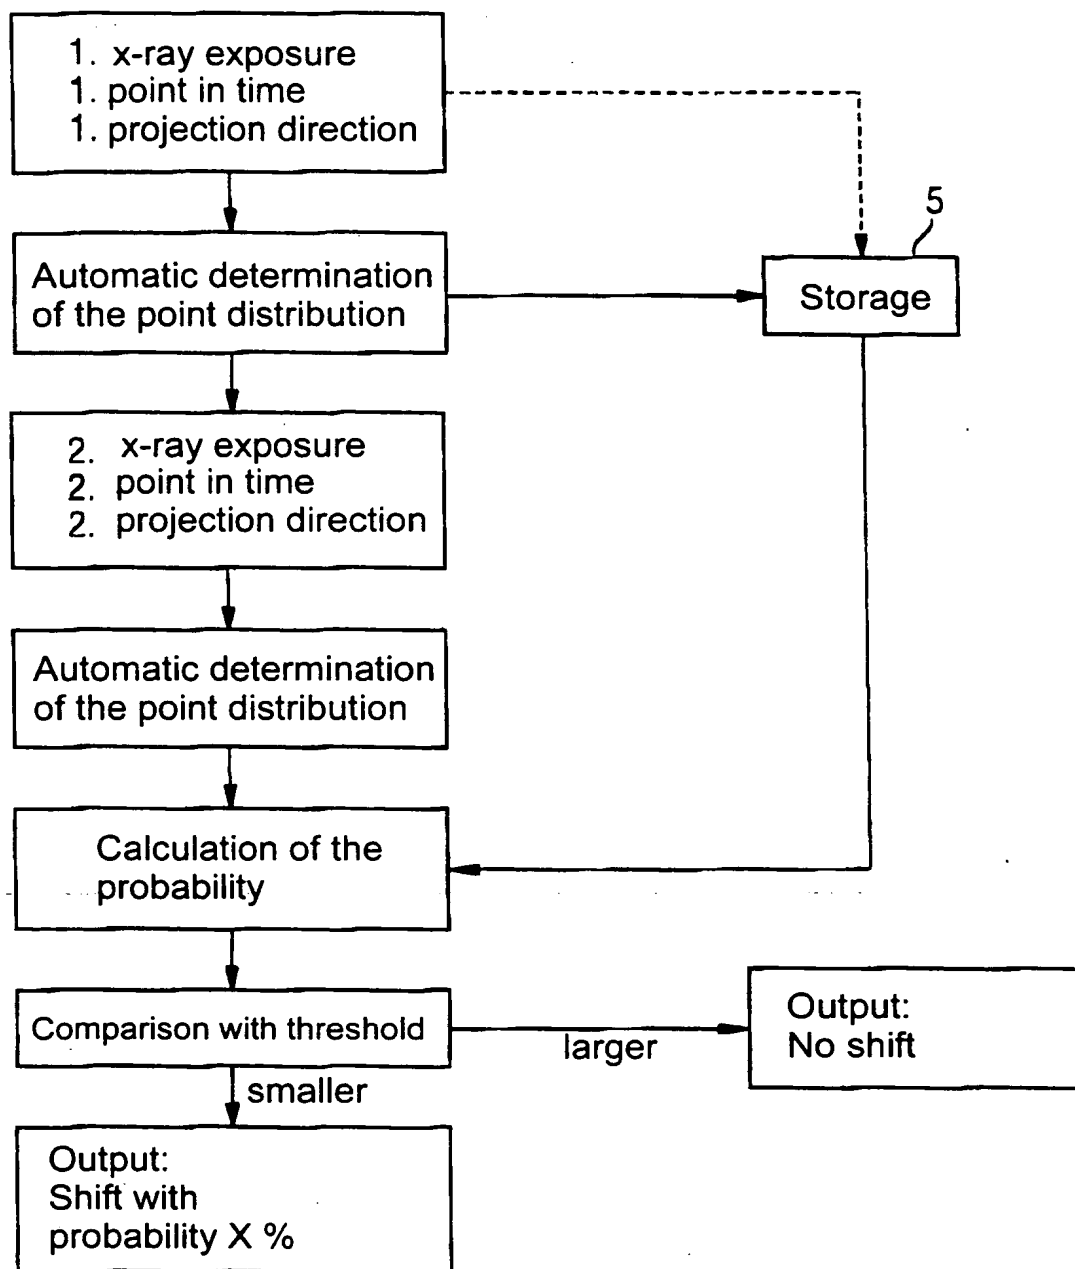 1. x-ray exposure
1. point in time
1. projection direction
Automatic determination
of the point distribution
5
Storage
2. x-ray exposure
2. point in time
2. projection direction
Automatic determination
of the point distribution
Calculation of the
probability
Comparison with threshold
larger
Output:
No shift
smaller
Output:
Shift with
probability X %